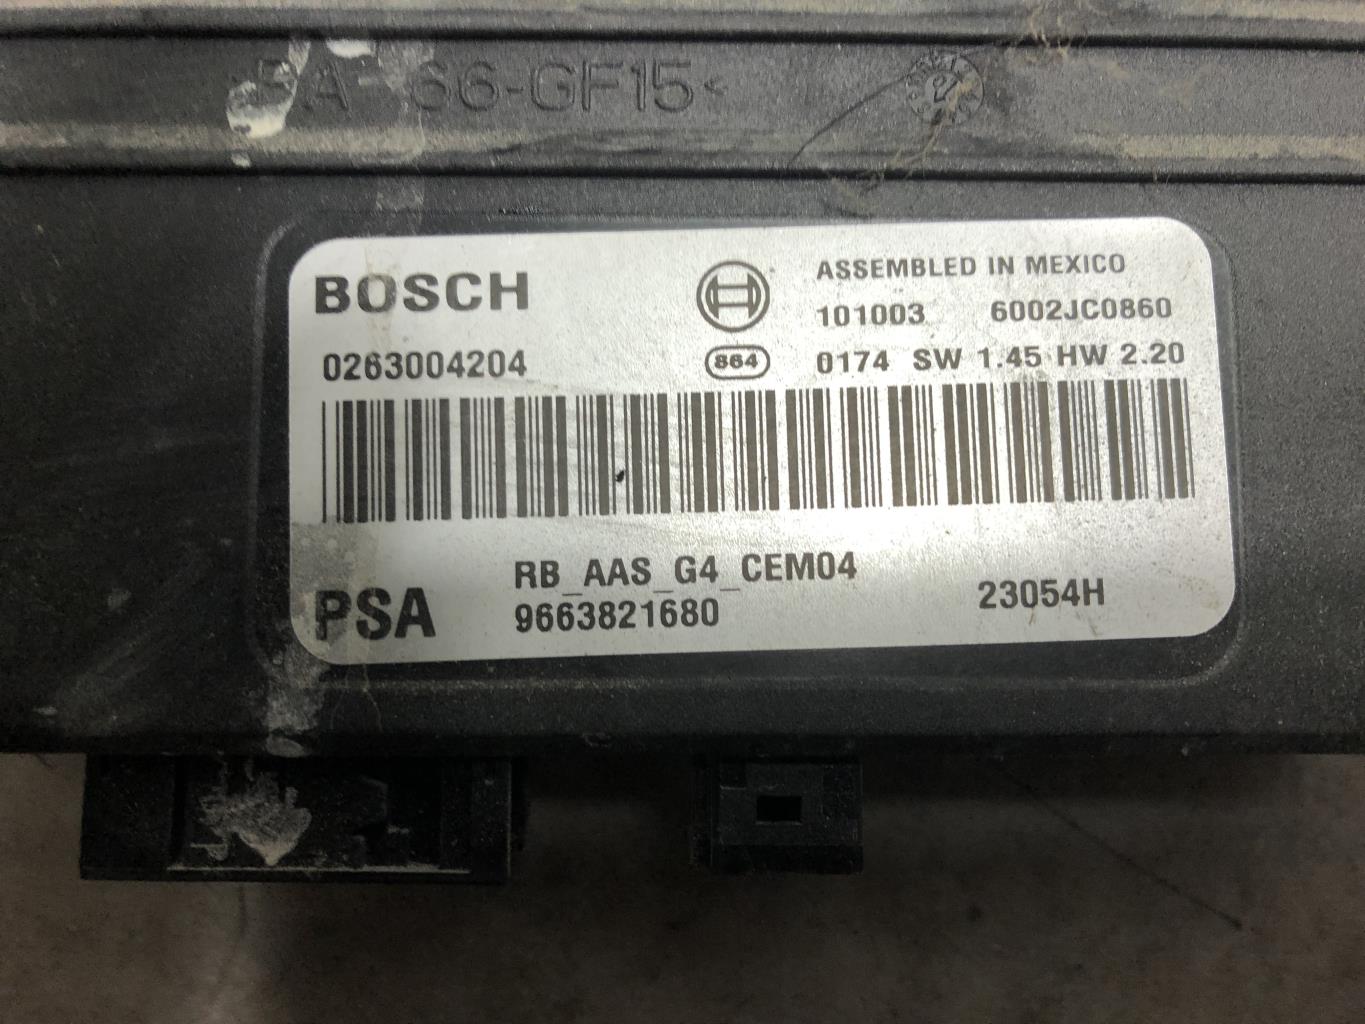 66-GF15<
BOSCH
ASSEMBLED IN MEXICO
101003 6002JC0860
0263004204
864
0174 SW 1.45 HW 2.20
RB_AAS_G4_CEM04
PSA
9663821680
23054H